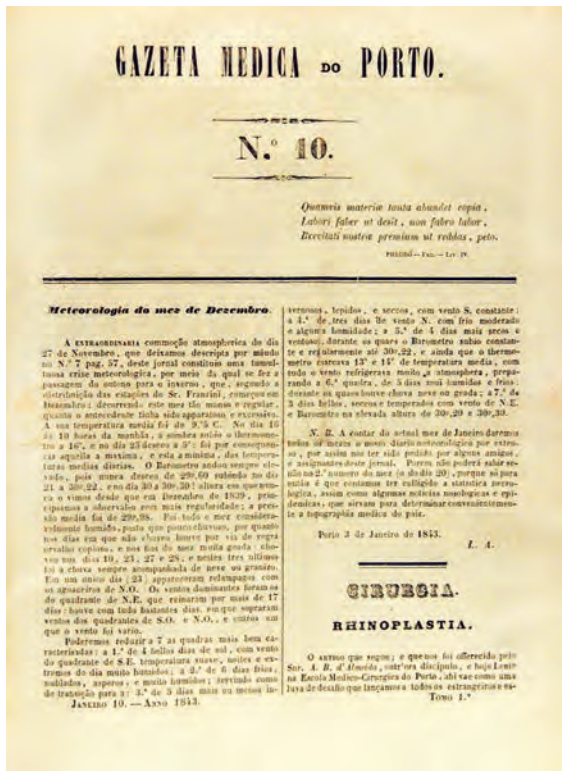 GAZETA MEDICA DO PORTO.
N.º 10.
Quamvis materiæ tanta abundet copia,
Labori faber ut desit, non fabro labor,
Brevitati nostræ premium ut reddas, peto.
PHEDRO — FAB. — LIV. IV.
Meteorologia do mez de Dezembro
A EXTRAORDINARIA commoção atmospherica do dia
27 de Novembro, que deixamos descripta por miudo
no N.º 7 pag. 57, deste jornal constituio uma tumul-
tuosa crise meteorologica, por meio da qual se fez a
passagem do outono para o inverno, que, segundo a
distribuição das estações de Sr. Franzini, começou em
Dezembro; decorrendo este mez tão manso e regular,
quanto o antecedente tinha sido apparatoso e excessivo.
A sua temperatura media foi de 9.º5 C. No dia 16
ás 10 horas da manhãa, a sombra subio o thermome-
tro a 16º, e no dia 25 desceo a 5º: foi por consequen-
cia aquella a maxima, e esta a minima, das tempera-
turas medias diarias. O Barometro andou sempre ele-
vado, pois nunca desceo de 29º,60 subindo no dia
21 a 30º,22, e no dia 30 a 30º,30: altura em que nun-
ca o vimos desde que em Dezembro de 1839, prin-
cipiamos a observalo com mais regularidade; a pres-
são media foi de 29º,98. Foi todo o mez considera-
velmente humido, posto que pouco chuvoso, por quanto
nos dias em que não choveo houve por via de regra
orvalho copioso, e nos fins do mez muita geada: cho-
veo nos dias 10, 23, 27 e 28, e nestes tres ultimos
foi a chuva sempre acompanhada de neve ou granizo.
Em um unico dia (23) appareceram relampagos com
os aguaceiros de N.O. Os ventos dominantes foram os
do quadrante de N.E. que reinaram por mais de 17
dias: houve com tudo bastantes dias, em que sopraram
ventos dos quadrantes de S.O. e N.O., e outros em
que o vento foi vario.
Poderemos reduzir a 7 as quadras mais bem ca-
racterisadas: a 1.ª de 4 bellos dias de sol, com vento
do quadrante de S.E. temperatura suave, noites e ex-
tremos do dia muito humidos; a 2.ª de 6 dias frios,
nublados, asperos, e muito humidos; servindo como
de transição para a: 3.ª de 5 dias mais ou menos in-
JANEIRO 10. — ANNO 1843.
vernosos, tepidos, e seccos, com vento S. constante:
a 4.ª de tres dias de vento N. com frio moderado
e alguma humidade; a 5.ª de 4 dias mais secos e
ventosos, durante os quaes o Barometro subio constan-
te e regularmente até 30º,22, e ainda que o thermo-
metro marcava 13º e 14º de temperatura media, com
tudo o vento refrigerava muito a atmosphera, prepa-
rando a 6.ª quadra, de 5 dias mui humidos e frios:
durante os quaes houve chuva neve ou geada; a 7.ª de
3 dias bellos, seccos e temperados com vento de N.E.
e Barometro na elevada altura de 30º,20 a 30º,30.
N. B. A contar do actual mez de Janeiro daremos
todos os mezes o nosso diario meteorologico por exten-
so, por assim nos ter sido pedido por alguns amigos,
e assignantes deste jornal. Porem não poderá sahir se-
não no 2.º numero do mez (o do dia 20), porque só para
então é que contamos ter colligido a statistica necro-
logica, assim como algumas noticias nosologicas e epi-
demicas, que sirvam para determinar convenientemen-
te a topographia medica do paiz.
Porto 3 de Janeiro de 1843.
L. A.
CIRURGIA.
RHINOPLASTIA.
O ARTIGO que segue; e que nos foi offerecido pelo
Snr. A. B. d'Almeida, outr'ora discipulo, e hoje Lente
na Escola Medico-Cirurgica do Porto, ahi vae como uma
luva de desafio que lançamos a todos os estrangeiros es-
TOMO 1.º